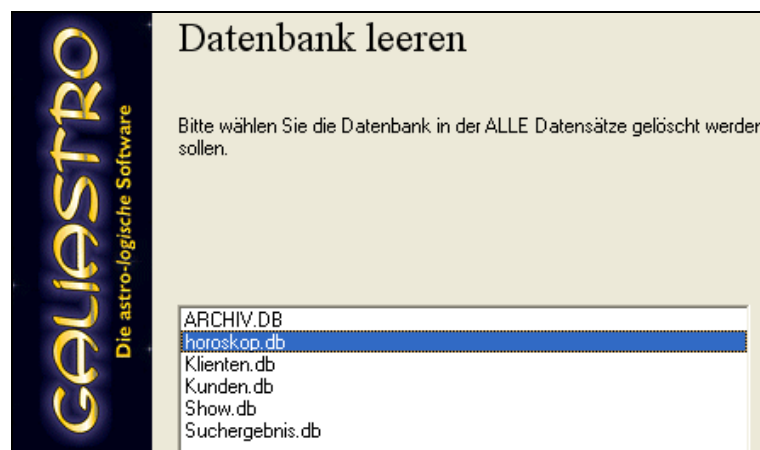 GALIASTRO
Die astro-logische Software
Datenbank leeren
Bitte wählen Sie die Datenbank in der ALLE Datensätze gelöscht werden
sollen.
ARCHIV.DB
horoskop.db
Klienten.db
Kunden.db
Show.db
Suchergebnis.db